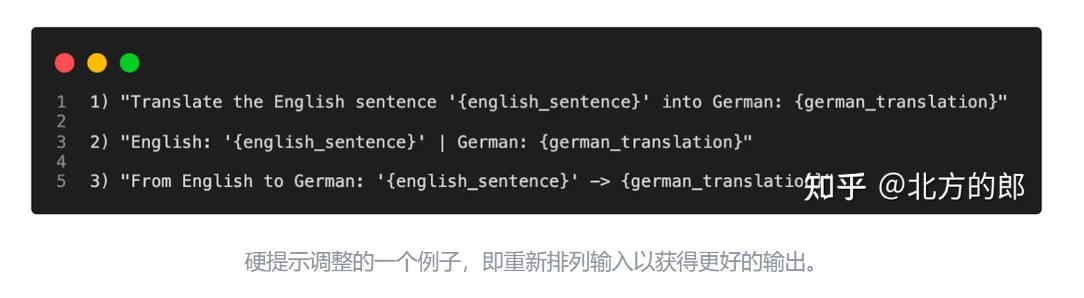 1 1) "Translate the English sentence '{english_sentence}' into German: {german_translation}"
2
3 2) "English: '{english_sentence}' | German: {german_translation}"
4
5 3) "From English to German: '{english_sentence}' -> {german_translation}"
知乎 @北方的郎
硬提示调整的一个例子，即重新排列输入以获得更好的输出。